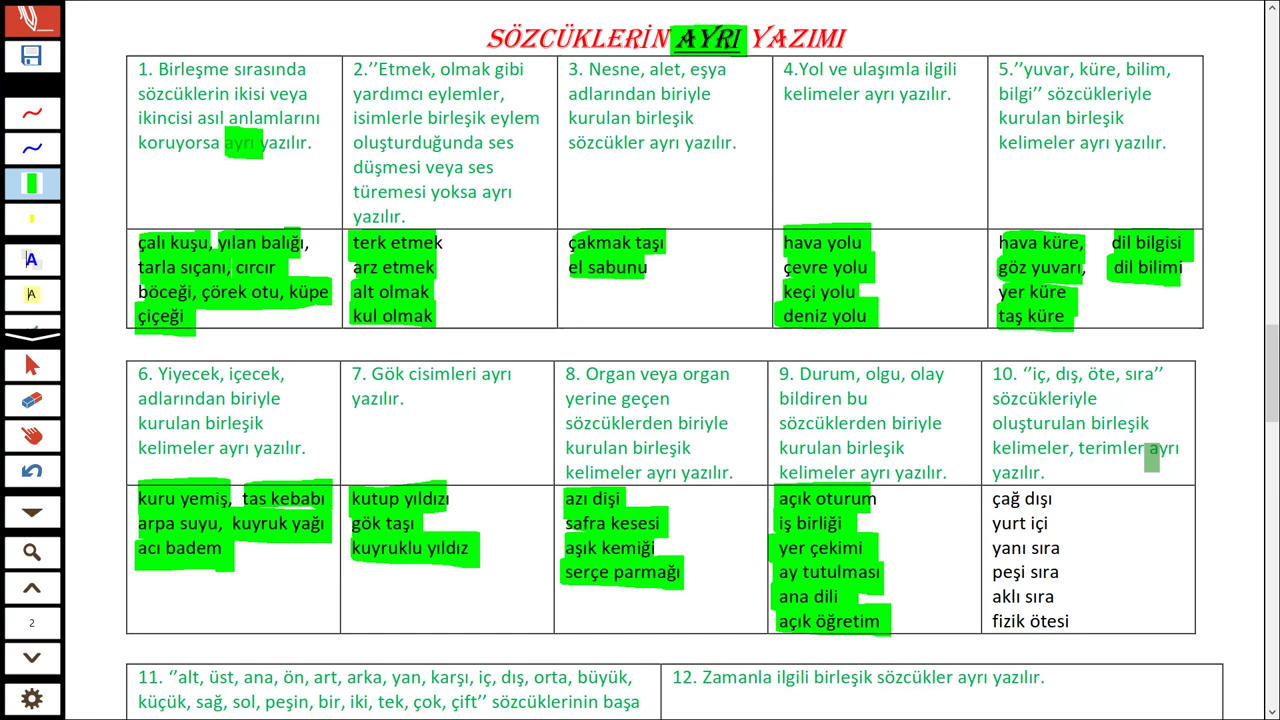 SÖZCÜKLERİN AYRI YAZIMI
1. Birleşme sırasında
sözcüklerin ikisi veya
ikincisi asıl anlamlarını
koruyorsa ayrı yazılır.
2.’’Etmek, olmak gibi
yardımcı eylemler,
isimlerle birleşik eylem
oluşturduğunda ses
düşmesi veya ses
türemesi yoksa ayrı
yazılır.
3. Nesne, alet, eşya
adlarından biriyle
kurulan birleşik
sözcükler ayrı yazılır.
4.Yol ve ulaşımla ilgili
kelimeler ayrı yazılır.
5.’’yuvar, küre, bilim,
bilgi’’ sözcükleriyle
kurulan birleşik
kelimeler ayrı yazılır.
çalı kuşu, yılan balığı,
tarla sıçanı, cırcır
böceği, çörek otu, küpe
çiçeği
terk etmek
arz etmek
alt olmak
kul olmak
çakmak taşı
el sabunu
hava yolu
çevre yolu
keçi yolu
deniz yolu
hava küre, dil bilgisi
göz yuvarı, dil bilimi
yer küre
taş küre
6. Yiyecek, içecek,
adlarından biriyle
kurulan birleşik
kelimeler ayrı yazılır.
7. Gök cisimleri ayrı
yazılır.
8. Organ veya organ
yerine geçen
sözcüklerden biriyle
kurulan birleşik
kelimeler ayrı yazılır.
9. Durum, olgu, olay
bildiren bu
sözcüklerden biriyle
kurulan birleşik
kelimeler ayrı yazılır.
10. ‘’iç, dış, öte, sıra’’
sözcükleriyle
oluşturulan birleşik
kelimeler, terimler ayrı
yazılır.
kuru yemiş, tas kebabı
arpa suyu, kuyruk yağı
acı badem
kutup yıldızı
gök taşı
kuyruklu yıldız
azı dişi
safra kesesi
aşık kemiği
serçe parmağı
açık oturum
iş birliği
yer çekimi
ay tutulması
ana dili
açık öğretim
çağ dışı
yurt içi
yanı sıra
peşi sıra
aklı sıra
fizik ötesi
11. ‘’alt, üst, ana, ön, art, arka, yan, karşı, iç, dış, orta, büyük,
küçük, sağ, sol, peşin, bir, iki, tek, çok, çift’’ sözcüklerinin başa
12. Zamanla ilgili birleşik sözcükler ayrı yazılır.
A
A
2